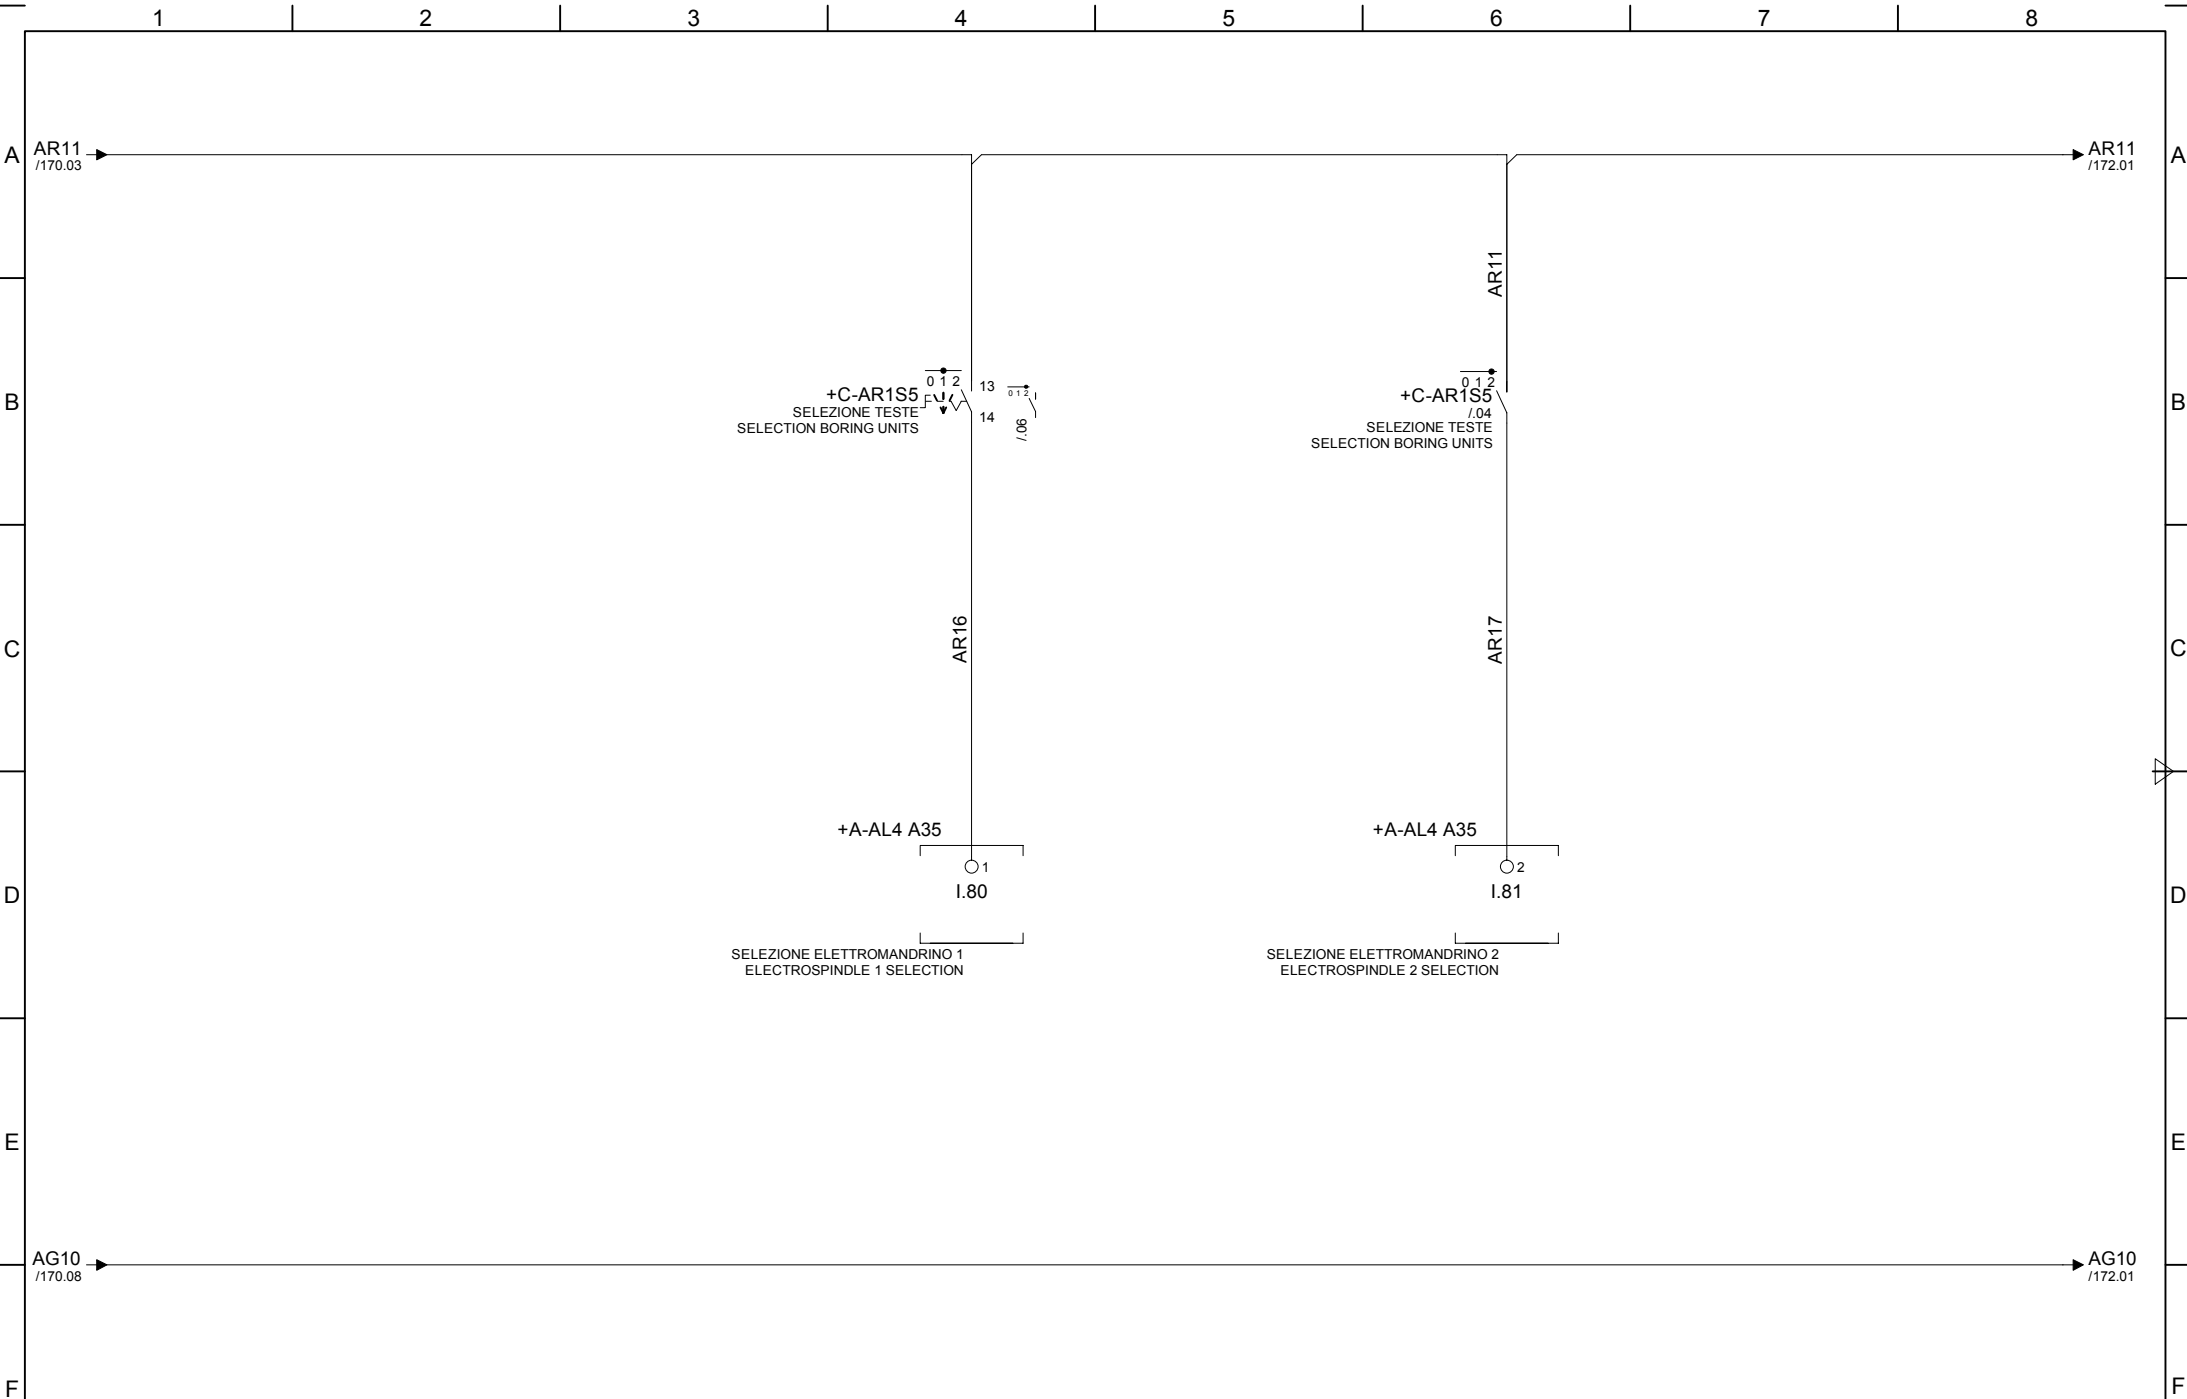 1 2 3 4 5 6 7 8
A AR11 AR11 A
/170.03 /172.01
AR11
0 1 2 13 0 1 2 0 1 2
+C-AR1S5 +C-AR1S5
SELEZIONE TESTE 14 /.06 /.04
SELECTION BORING UNITS SELEZIONE TESTE
SELECTION BORING UNITS
B B
AR16 AR17
C C
+A-AL4 A35 +A-AL4 A35
1 2
I.80 I.81
D D
SELEZIONE ELETTROMANDRINO 1 SELEZIONE ELETTROMANDRINO 2
ELECTROSPINDLE 1 SELECTION ELECTROSPINDLE 2 SELECTION
E E
AG10 AG10
/170.08 /172.01
F F